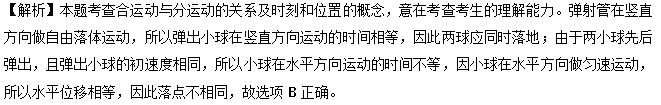 【解析】本题考查合运动与分运动的关系及时刻和位置的概念，意在考查考生的理解能力。弹射管在竖直
方向做自由落体运动，所以弹出小球在竖直方向运动的时间相等，因此两球应同时落地；由于两小球先后
弹出，且弹出小球的初速度相同，所以小球在水平方向运动的时间不等，因小球在水平方向做匀速运动，
所以水平位移相等，因此落点不相同，故选项 B 正确。